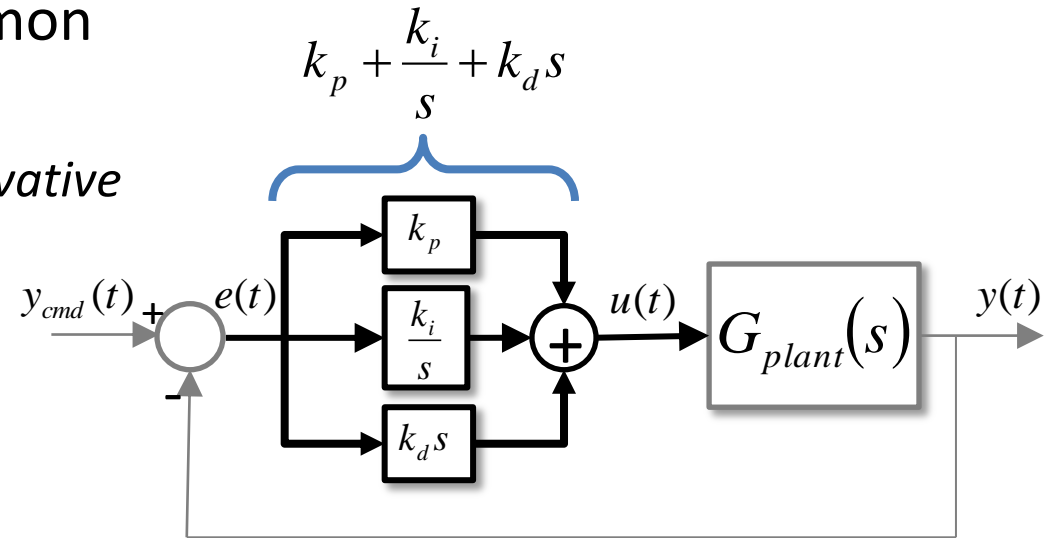 mon
k_p + k_i/s + k_d s
vative
k_p
y_cmd(t) + e(t)
k_i/s
+
u(t)
G_plant(s)
y(t)
-
k_d s